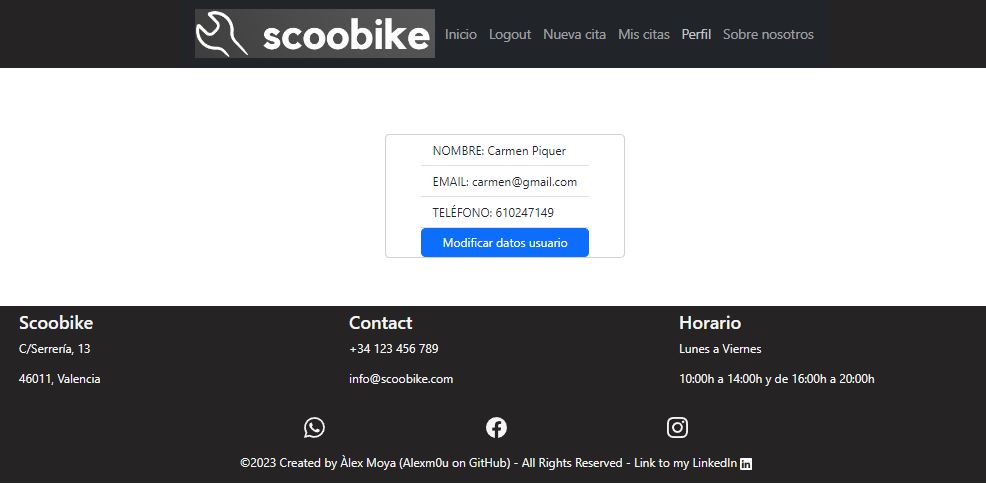 scoobike Inicio Logout Nueva cita Mis citas Perfil Sobre nosotros
NOMBRE: Carmen Piquer
EMAIL: carmen@gmail.com
TELÉFONO: 610247149
Modificar datos usuario
Scoobike
C/Serrería, 13
46011, Valencia
Contact
+34 123 456 789
info@scoobike.com
Horario
Lunes a Viernes
10:00h a 14:00h y de 16:00h a 20:00h
©2023 Created by Àlex Moya (Alexm0u on GitHub) - All Rights Reserved - Link to my LinkedIn in